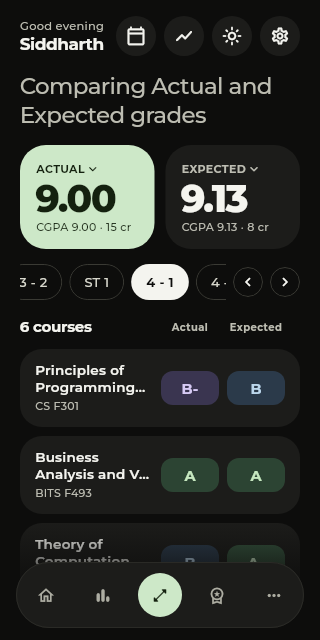 Good evening
Siddharth
Comparing Actual and
Expected grades
ACTUAL
9.00
CGPA 9.00 · 15 cr
EXPECTED
9.13
CGPA 9.13 · 8 cr
3 - 2
ST 1
4 - 1
4 -
6 courses
Actual
Expected
Principles of
Programming...
CS F301
B-
B
Business
Analysis and V...
BITS F493
A
A
Theory of
Computation
B
A